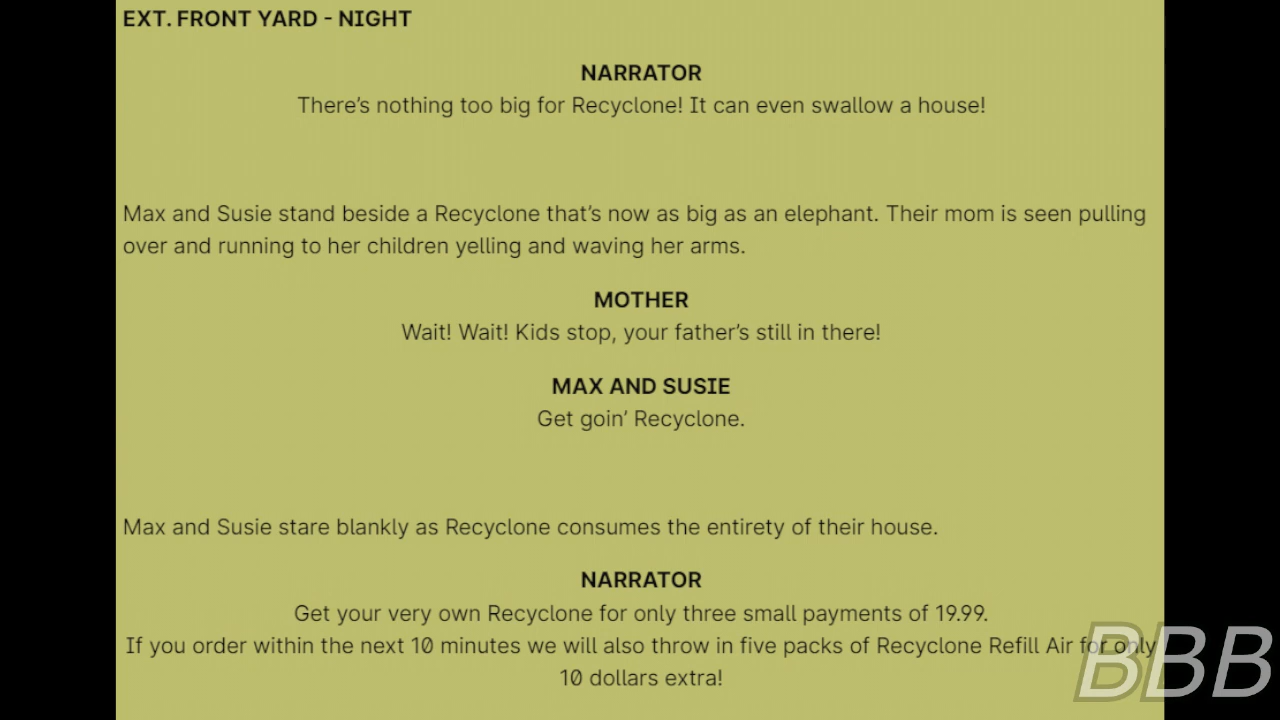 EXT. FRONT YARD - NIGHT
NARRATOR
There's nothing too big for Recyclone! It can even swallow a house!
Max and Susie stand beside a Recyclone that's now as big as an elephant. Their mom is seen pulling
over and running to her children yelling and waving her arms.
MOTHER
Wait! Wait! Kids stop, your father's still in there!
MAX AND SUSIE
Get goin' Recyclone.
Max and Susie stare blankly as Recyclone consumes the entirety of their house.
NARRATOR
Get your very own Recyclone for only three small payments of 19.99.
If you order within the next 10 minutes we will also throw in five packs of Recyclone Refill Air for only
10 dollars extra!
BBB